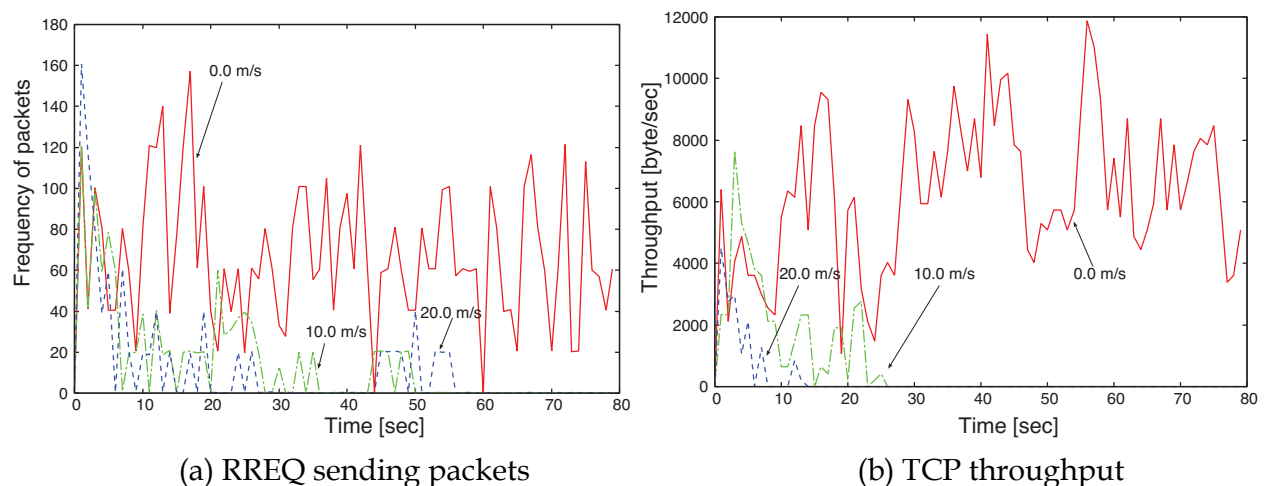 Frequency of packets
180
160
140
120
100
80
60
40
20
0
0.0 m/s
10.0 m/s
20.0 m/s
0 10 20 30 40 50 60 70 80
Time [sec]
(a) RREQ sending packets
Throughput [byte/sec]
12000
10000
8000
6000
4000
2000
0
20.0 m/s
10.0 m/s
0.0 m/s
0 10 20 30 40 50 60 70 80
Time [sec]
(b) TCP throughput